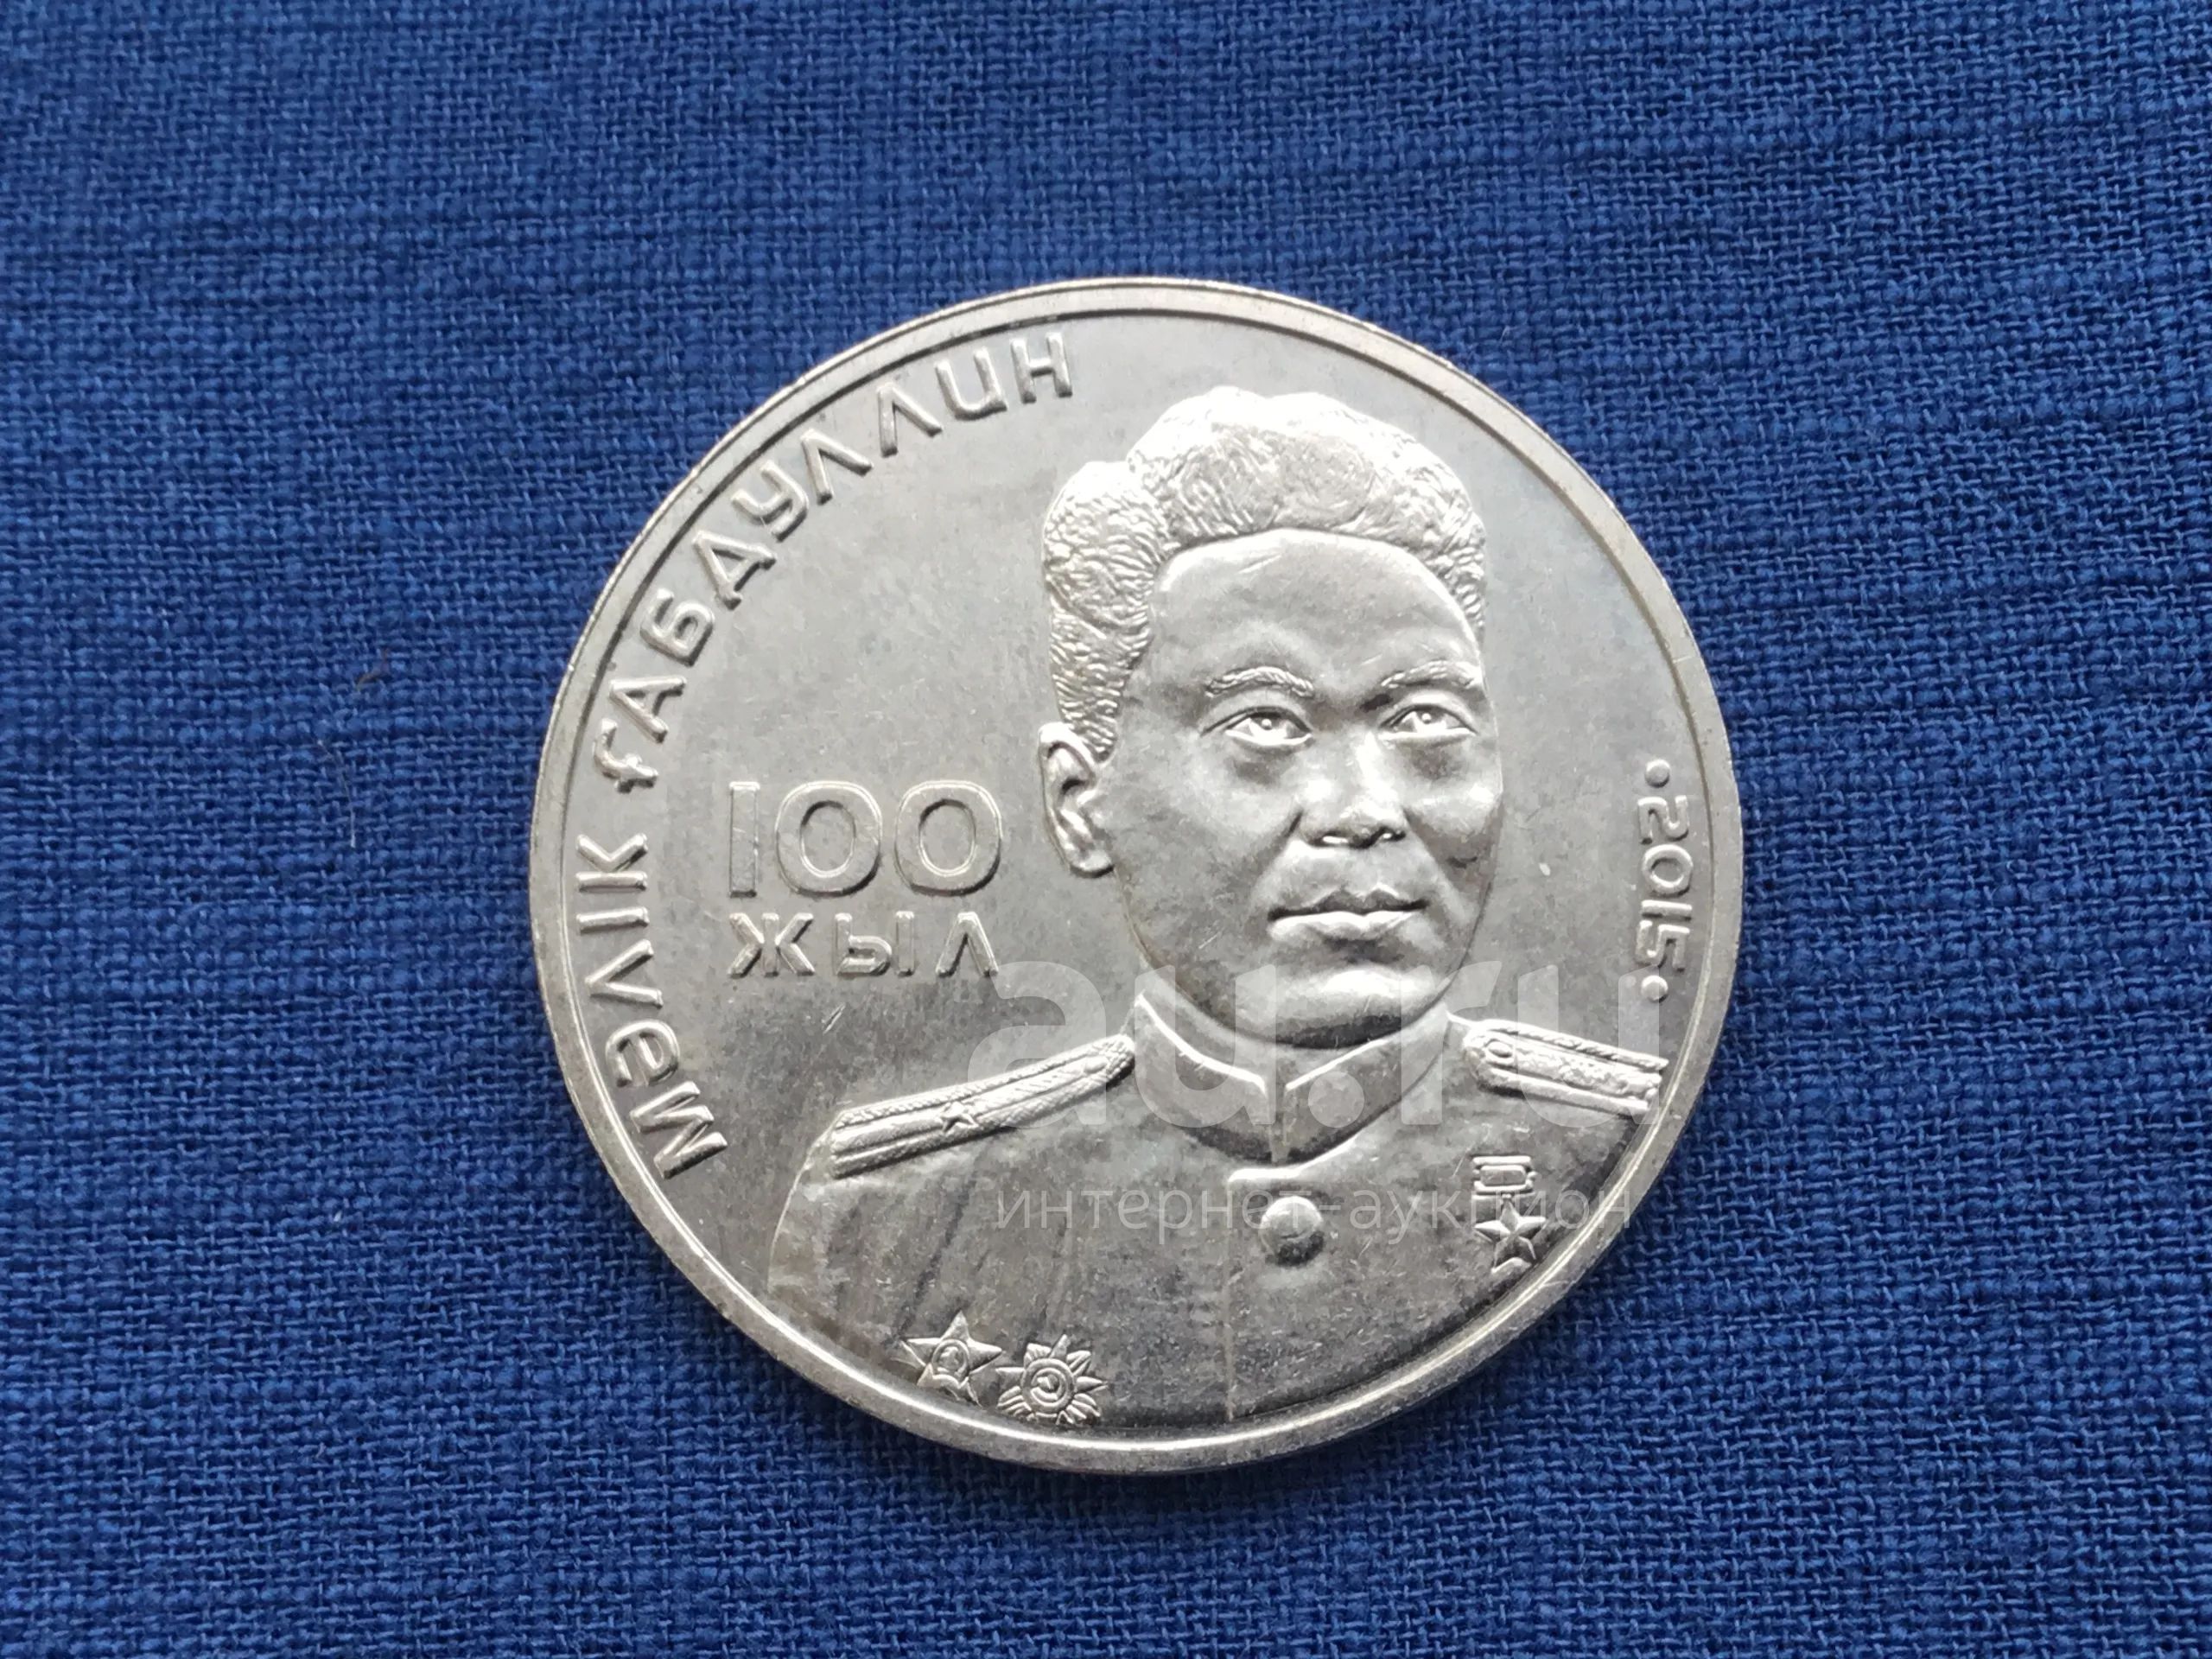 МӘЛІК ҒАБДУЛЛИН
100
ЖЫЛ
•2015•
au.ru
интернет-аукцион